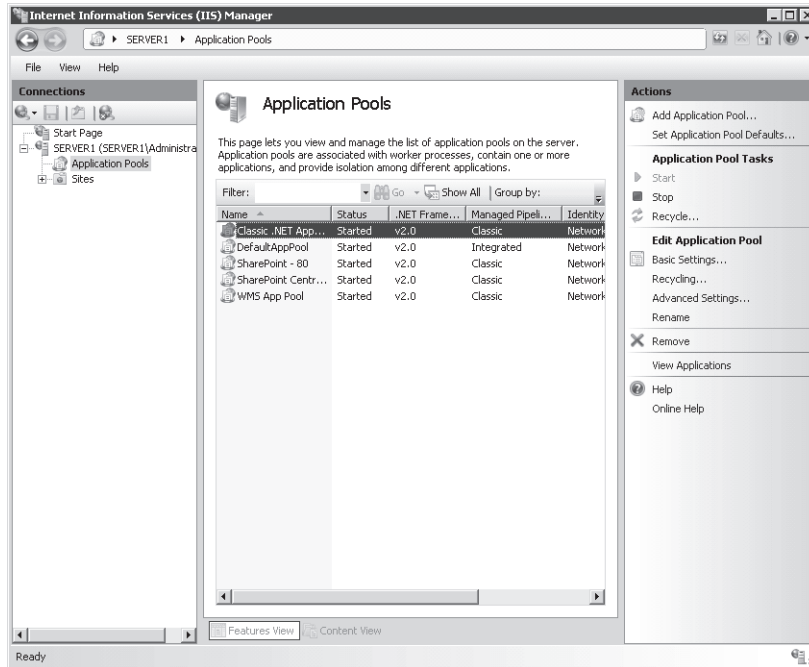 Internet Information Services (IIS) Manager
SERVER1 Application Pools
File View Help
Connections
Start Page
SERVER1 (SERVER1\Administra
Application Pools
Sites
Application Pools
This page lets you view and manage the list of application pools on the server.
Application pools are associated with worker processes, contain one or more
applications, and provide isolation among different applications.
Filter: Go Show All Group by:
Name Status .NET Frame... Managed Pipeli... Identity
Classic .NET App... Started v2.0 Classic Network
DefaultAppPool Started v2.0 Integrated Network
SharePoint - 80 Started v2.0 Classic Network
SharePoint Centr... Started v2.0 Classic Network
WMS App Pool Started v2.0 Classic Network
Features View Content View
Actions
Add Application Pool...
Set Application Pool Defaults...
Application Pool Tasks
Start
Stop
Recycle...
Edit Application Pool
Basic Settings...
Recycling...
Advanced Settings...
Rename
Remove
View Applications
Help
Online Help
Ready